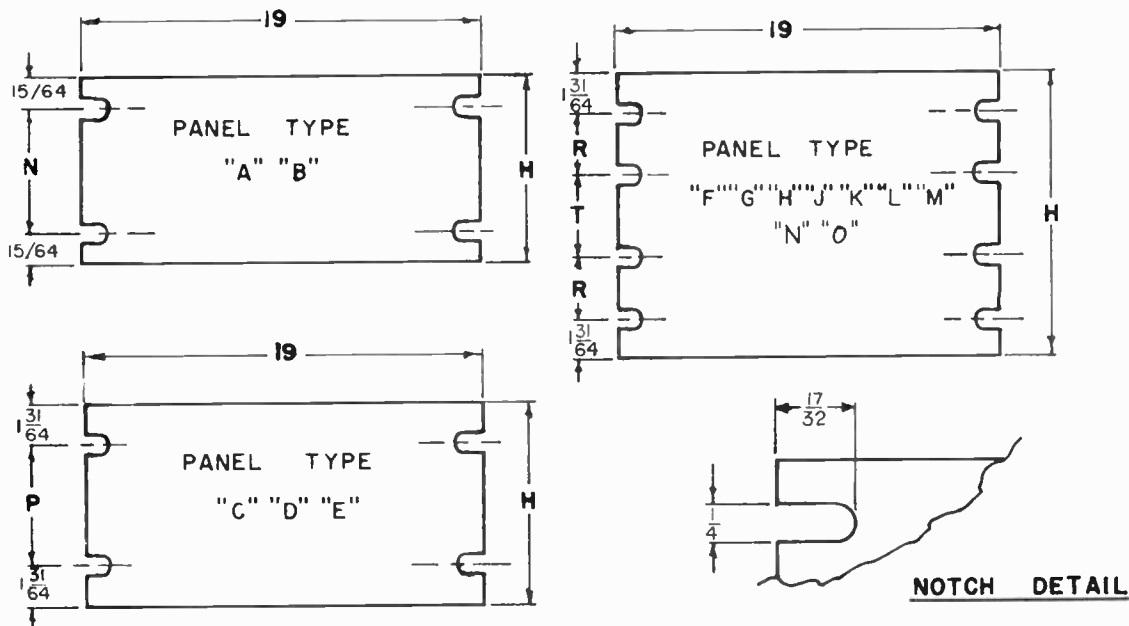 19
15/64
N
15/64
H
PANEL TYPE
"A" "B"
19
1 31/64
R
T
R
1 31/64
H
PANEL TYPE
"F" "G" "H" "J" "K" "L" "M"
"N" "O"
19
1 31/64
P
1 31/64
H
PANEL TYPE
"C" "D" "E"
17/32
1/4
NOTCH DETAIL